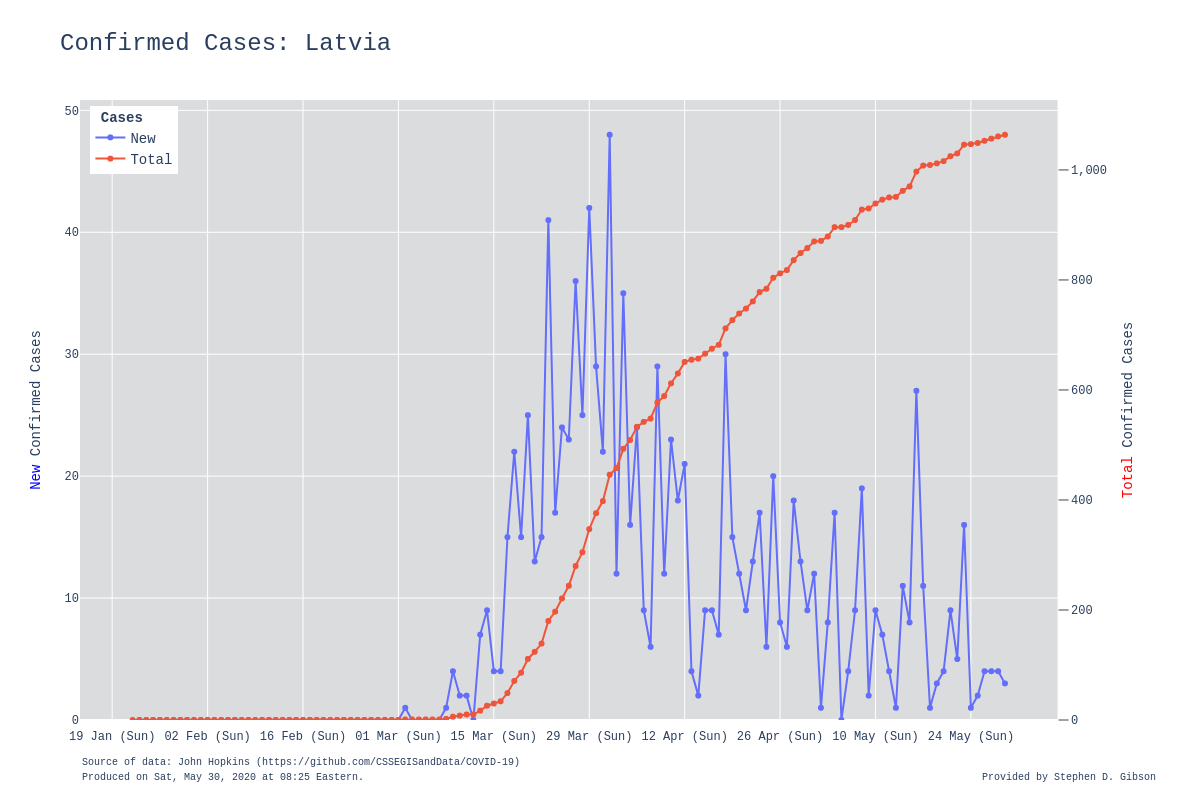 Confirmed Cases: Latvia
Cases
New
Total
50
40
30
20
10
0
1,000
800
600
400
200
0
New Confirmed Cases
Total Confirmed Cases
19 Jan (Sun) 02 Feb (Sun) 16 Feb (Sun) 01 Mar (Sun) 15 Mar (Sun) 29 Mar (Sun) 12 Apr (Sun) 26 Apr (Sun) 10 May (Sun) 24 May (Sun)
Source of data: John Hopkins (https://github.com/CSSEGISandData/COVID-19)
Produced on Sat, May 30, 2020 at 08:25 Eastern.
Provided by Stephen D. Gibson